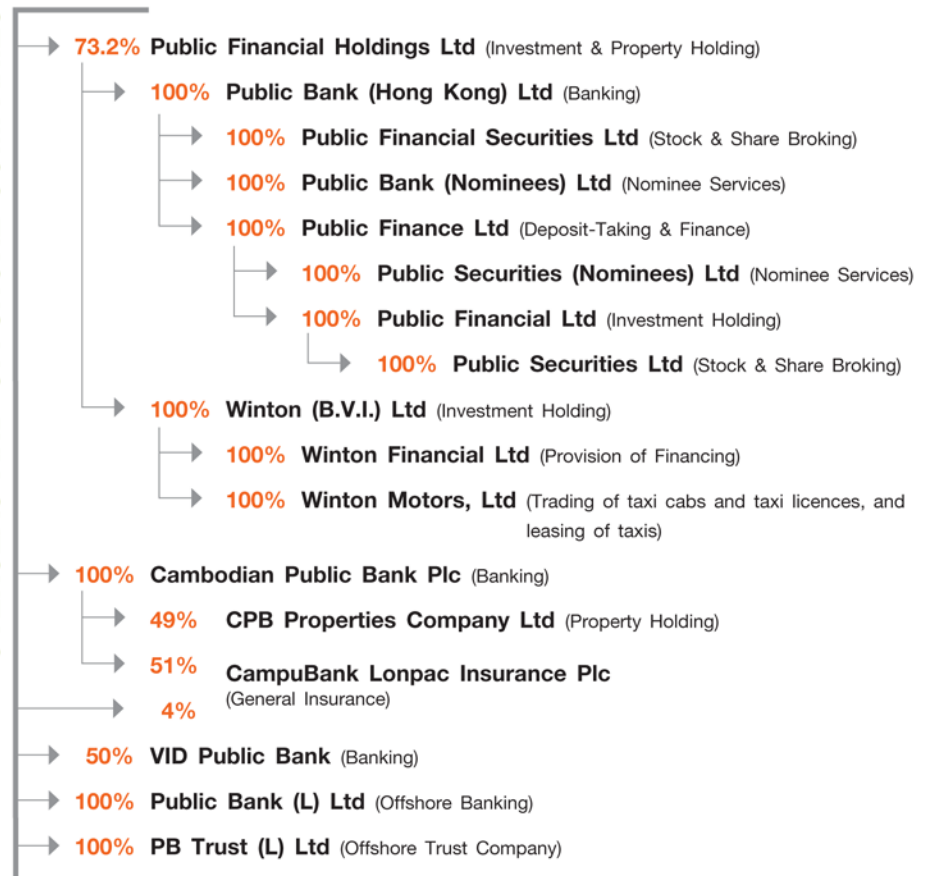 73.2% Public Financial Holdings Ltd (Investment & Property Holding)
100% Public Bank (Hong Kong) Ltd (Banking)
100% Public Financial Securities Ltd (Stock & Share Broking)
100% Public Bank (Nominees) Ltd (Nominee Services)
100% Public Finance Ltd (Deposit-Taking & Finance)
100% Public Securities (Nominees) Ltd (Nominee Services)
100% Public Financial Ltd (Investment Holding)
100% Public Securities Ltd (Stock & Share Broking)
100% Winton (B.V.I.) Ltd (Investment Holding)
100% Winton Financial Ltd (Provision of Financing)
100% Winton Motors, Ltd (Trading of taxi cabs and taxi licences, and
leasing of taxis)
100% Cambodian Public Bank Plc (Banking)
49% CPB Properties Company Ltd (Property Holding)
51% CampuBank Lonpac Insurance Plc
(General Insurance)
4%
50% VID Public Bank (Banking)
100% Public Bank (L) Ltd (Offshore Banking)
100% PB Trust (L) Ltd (Offshore Trust Company)